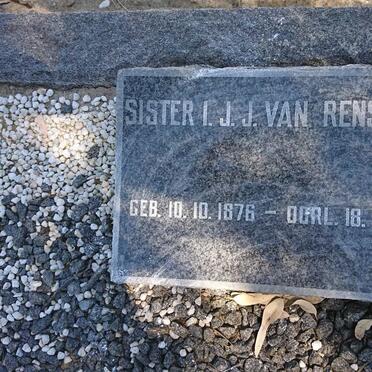 SISTER I. J. J. VAN RENS
GEB. 10. 10. 1876 — OORL. 18.